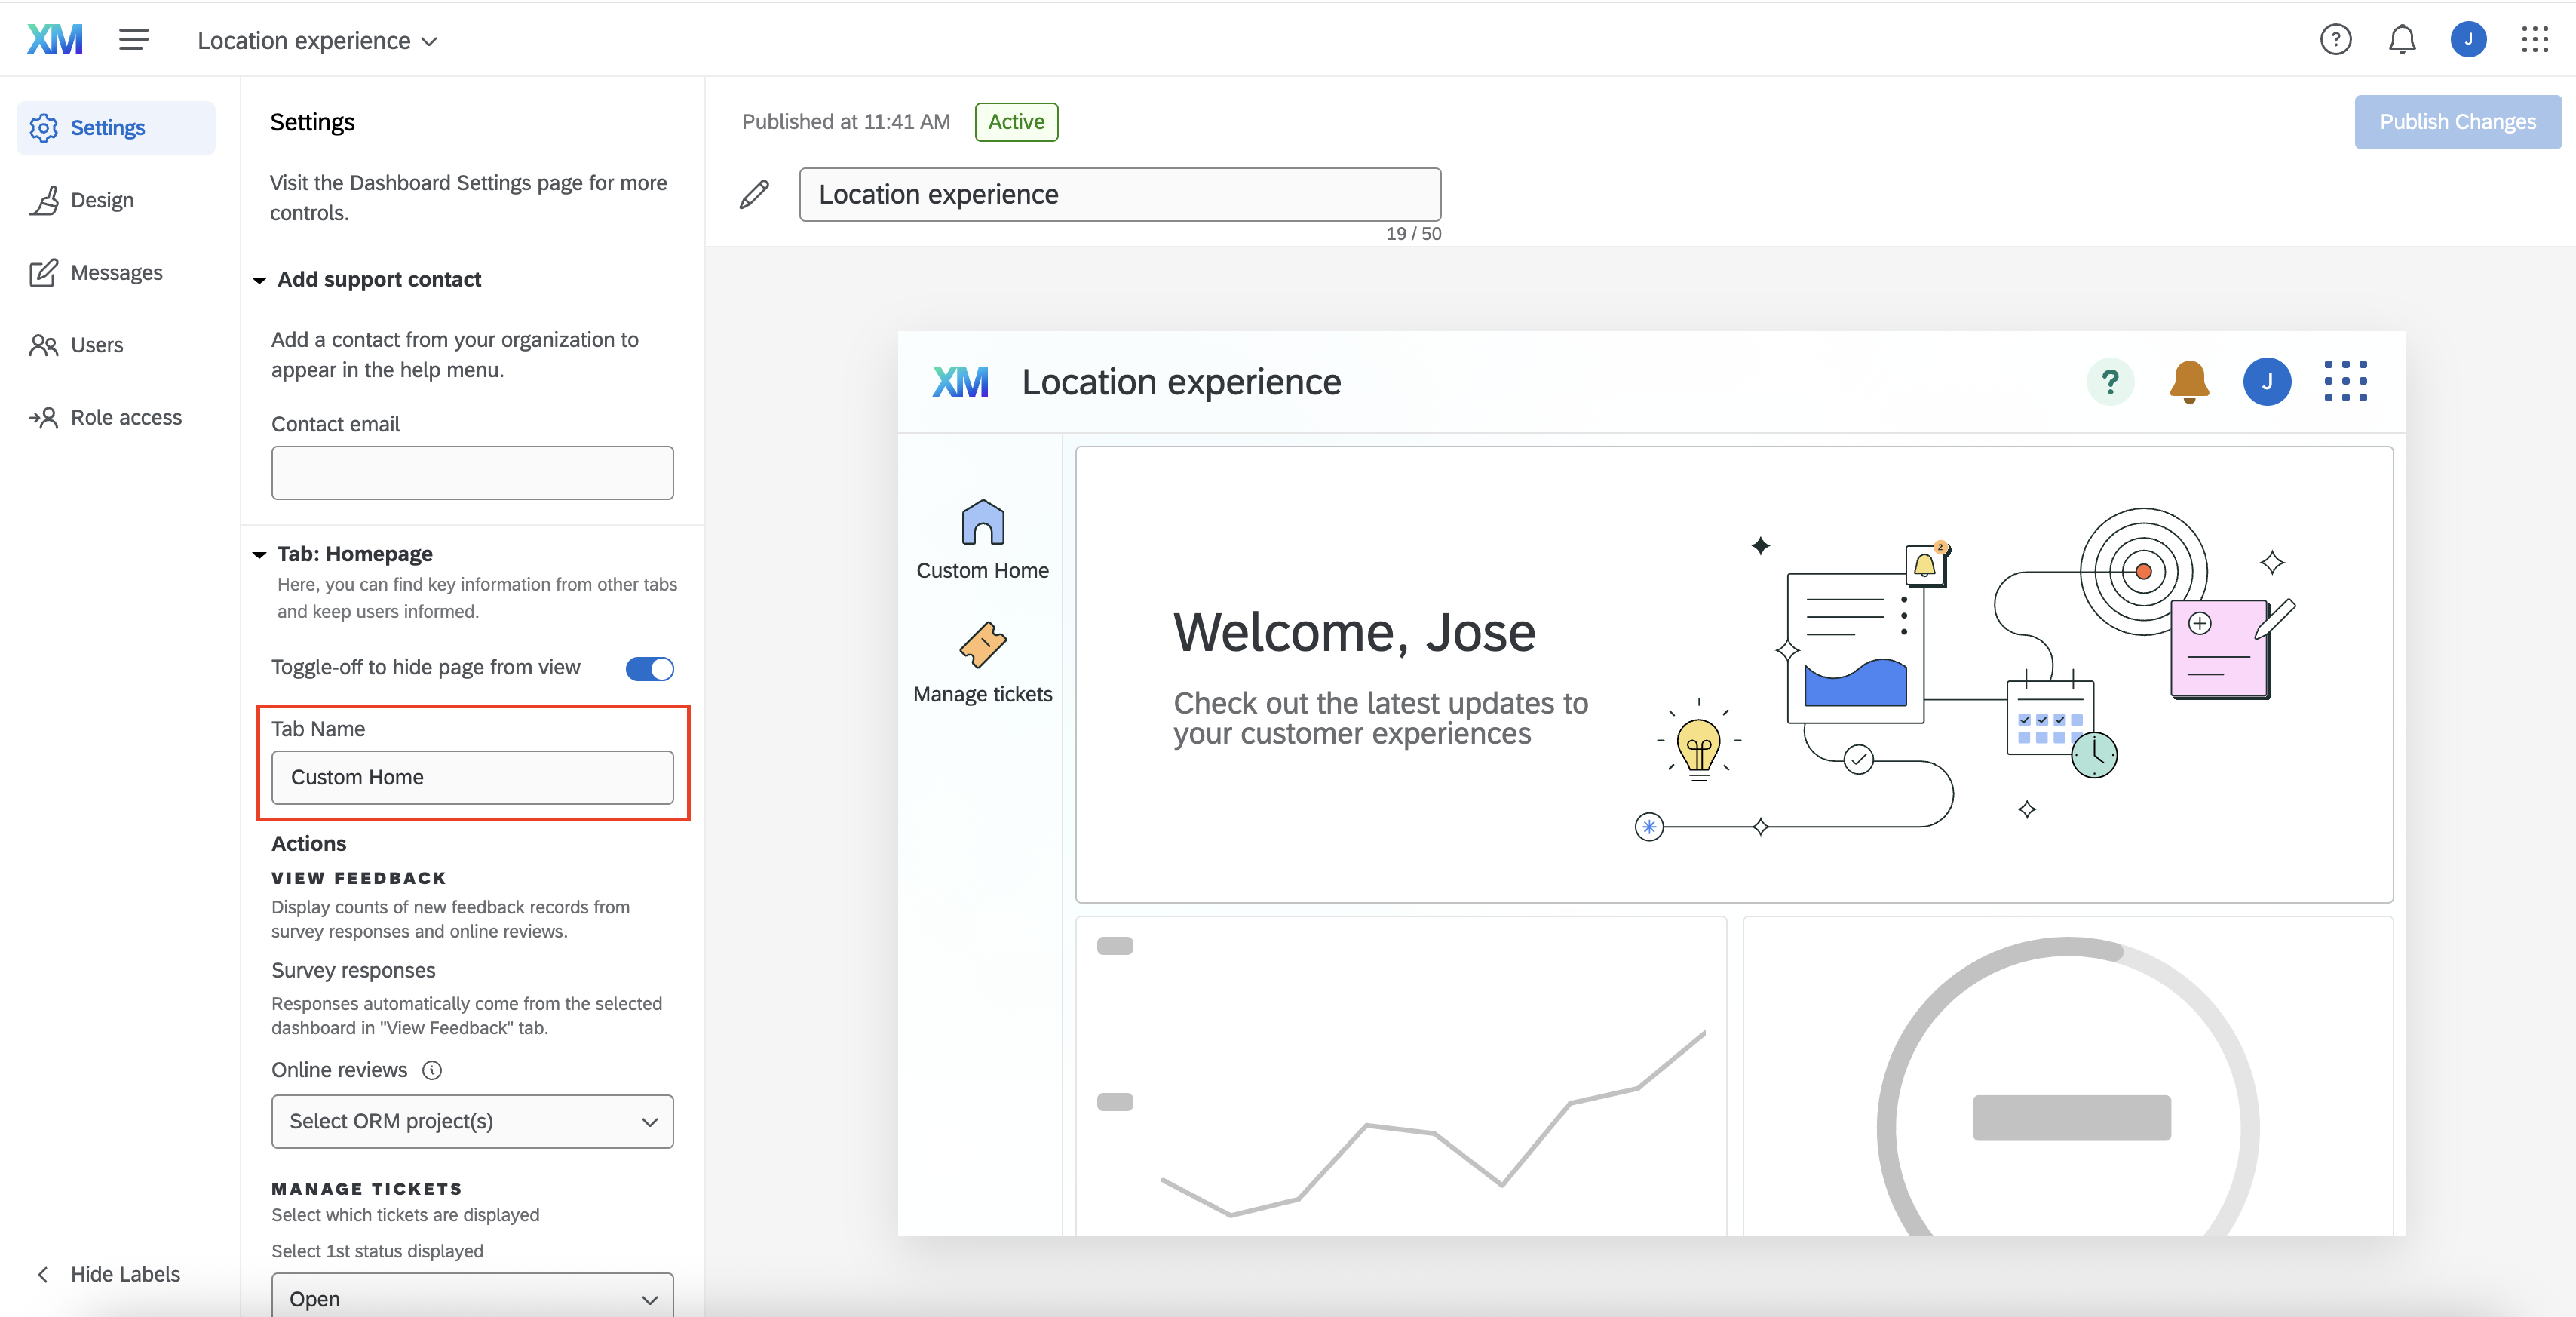 XM
Location experience
J
Settings
Design
Messages
Users
Role access
Hide Labels
Settings
Visit the Dashboard Settings page for more
controls.
Add support contact
Add a contact from your organization to
appear in the help menu.
Contact email
Tab: Homepage
Here, you can find key information from other tabs
and keep users informed.
Toggle-off to hide page from view
Tab Name
Custom Home
Actions
VIEW FEEDBACK
Display counts of new feedback records from
survey responses and online reviews.
Survey responses
Responses automatically come from the selected
dashboard in "View Feedback" tab.
Online reviews
Select ORM project(s)
MANAGE TICKETS
Select which tickets are displayed
Select 1st status displayed
Open
Published at 11:41 AM
Active
Publish Changes
Location experience
19 / 50
XM
Location experience
?
J
Custom Home
Manage tickets
Welcome, Jose
Check out the latest updates to
your customer experiences
2